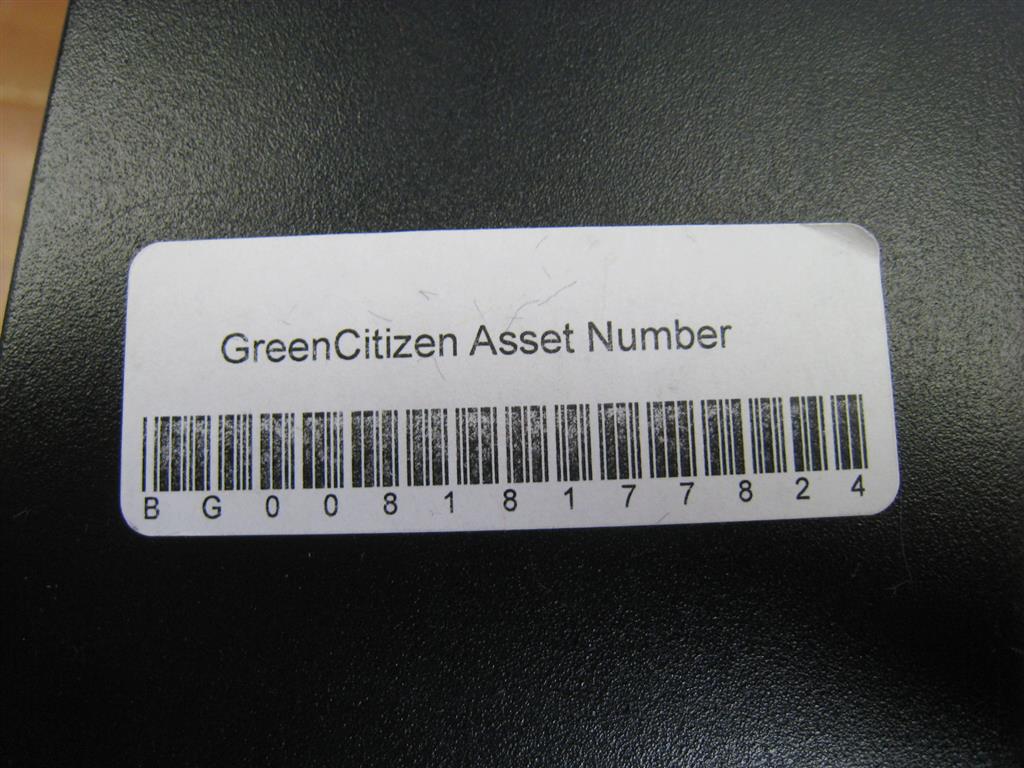 GreenCitizen Asset Number
B G 0 0 8 1 8 1 7 7 8 2 4